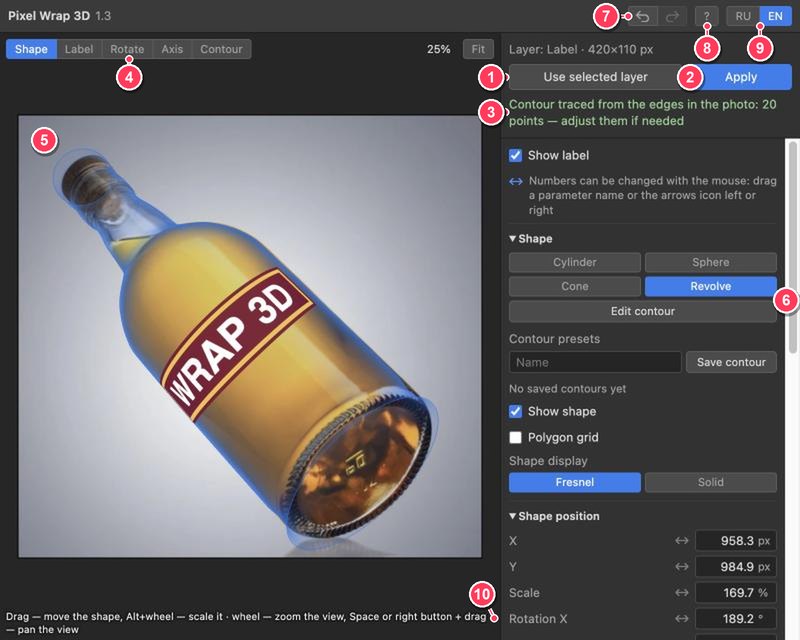 Pixel Wrap 3D 1.3
7
8
?
RU
EN
9
Shape
Label
Rotate
Axis
Contour
25%
Fit
4
Layer: Label · 420×110 px
1
Use selected layer
2
Apply
3
Contour traced from the edges in the photo: 20
points — adjust them if needed
5
WRAP 3D
Show label
Numbers can be changed with the mouse: drag
a parameter name or the arrows icon left or
right
Shape
Cylinder
Sphere
Cone
Revolve
6
Edit contour
Contour presets
Name
Save contour
No saved contours yet
Show shape
Polygon grid
Shape display
Fresnel
Solid
Shape position
X
958.3 px
Y
984.9 px
Scale
169.7 %
Rotation X
189.2 °
10
Drag — move the shape, Alt+wheel — scale it · wheel — zoom the view, Space or right button + drag
— pan the view